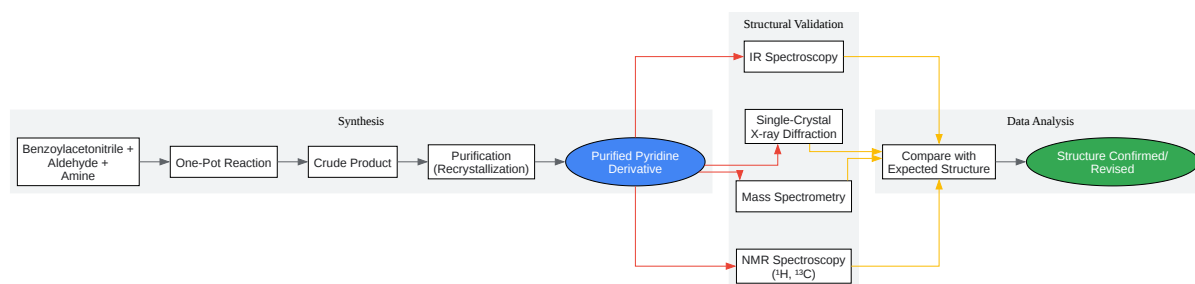 Structural Validation
IR Spectroscopy
Synthesis
Single-Crystal
X-ray Diffraction
Data Analysis
Benzoylacetonitrile +
Aldehyde +
Amine
One-Pot Reaction
Crude Product
Purification
(Recrystallization)
Purified Pyridine
Derivative
Compare with
Expected Structure
Structure Confirmed/
Revised
Mass Spectrometry
NMR Spectroscopy
(¹H, ¹³C)